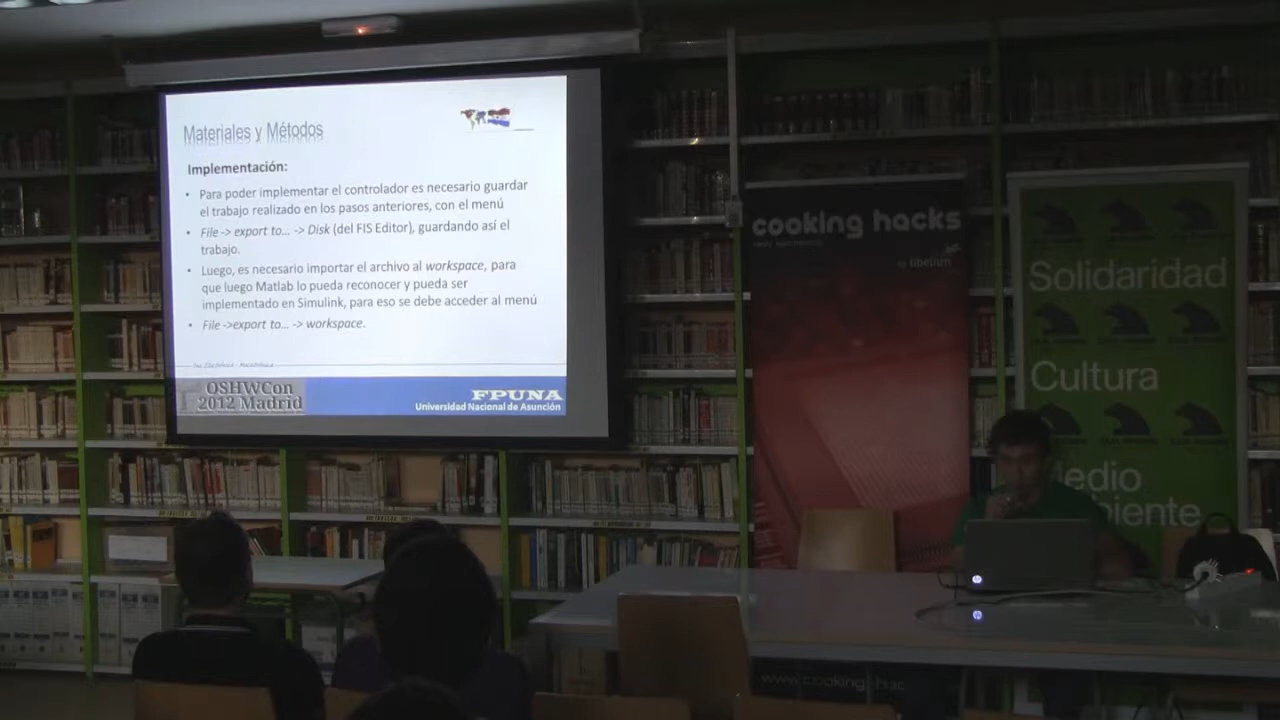 Materiales y Métodos
Implementación:
• Para poder implementar el controlador es necesario guardar
el trabajo realizado en los pasos anteriores, con el menú
• File -> export to... -> Disk (del FIS Editor), guardando así el
trabajo.
• Luego, es necesario importar el archivo al workspace, para
que luego Matlab lo pueda reconocer y pueda ser
implementado en Simulink, para eso se debe acceder al menú
• File ->export to... -> workspace.
OSHWCon
2012 Madrid
FPUNA
Universidad Nacional de Asunción
cooking hacks
by libelium
Solidaridad
Cultura
Medio
biente
www.cooking-hac